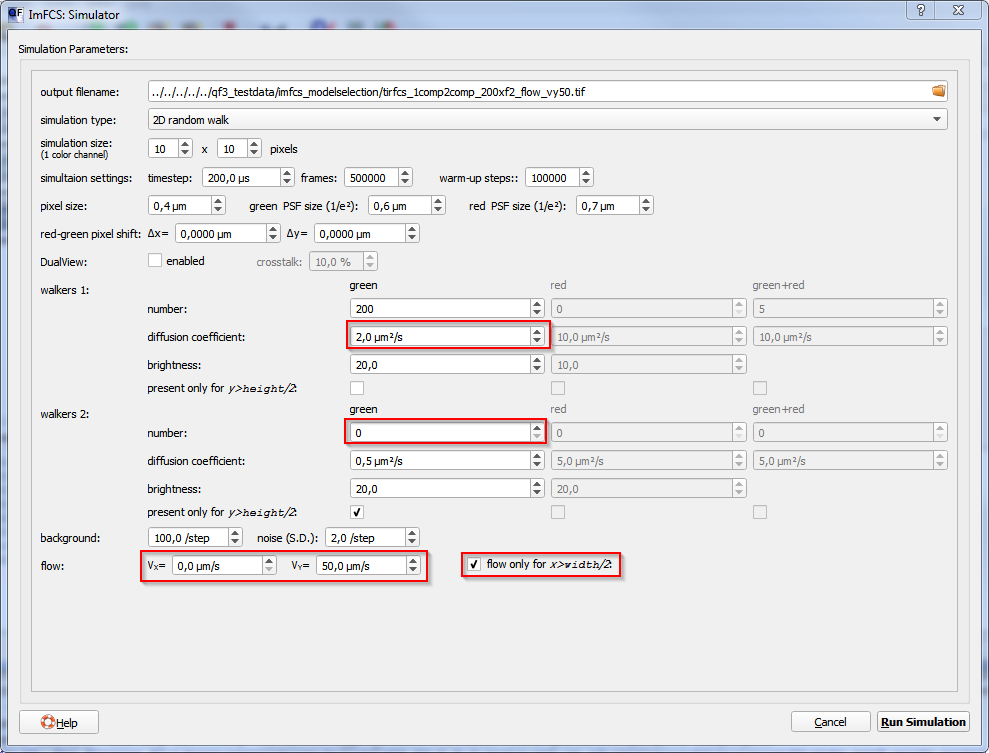 ImFCS: Simulator
Simulation Parameters:
output filename: ../../../../../qf3_testdata/imfcs_modelselection/tirfcs_1comp2comp_200xf2_flow_vy50.tif
simulation type: 2D random walk
simulation size:
(1 color channel)
10 x 10 pixels
simultaion settings: timestep: 200,0 µs frames: 500000 warm-up steps:: 100000
pixel size: 0,4 µm green PSF size (1/e²): 0,6 µm red PSF size (1/e²): 0,7 µm
red-green pixel shift: Δx= 0,0000 µm Δy= 0,0000 µm
DualView: enabled crosstalk: 10,0 %
walkers 1: green red green+red
number: 200 0 5
diffusion coefficient: 2,0 µm²/s 10,0 µm²/s 10,0 µm²/s
brightness: 20,0 10,0
present only for y>height/2:
walkers 2: green red green+red
number: 0 0 0
diffusion coefficient: 0,5 µm²/s 5,0 µm²/s 5,0 µm²/s
brightness: 20,0 20,0
present only for y>height/2:
background: 100,0 /step noise (S.D.): 2,0 /step
flow: Vx= 0,0 µm/s VY= 50,0 µm/s flow only for x>width/2:
Help Cancel Run Simulation